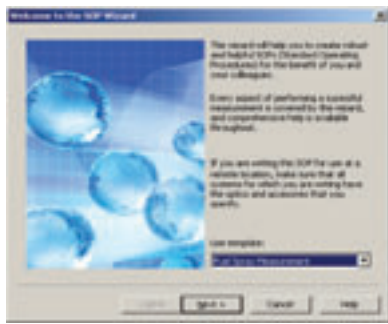 Welcome to the SOP Wizard
The wizard will help you to create robust
and helpful SOPs (Standard Operating
Procedures) for the benefit of you and
your colleagues.
Every aspect of performing a successful
measurement is covered by the wizard,
and comprehensive help is available
throughout.
If you are writing the SOP for use at a
remote location, make sure that all
systems for which you are writing have
the optics and accessories that you
specify.
Use template:
Measurement
Next >
Cancel
Help